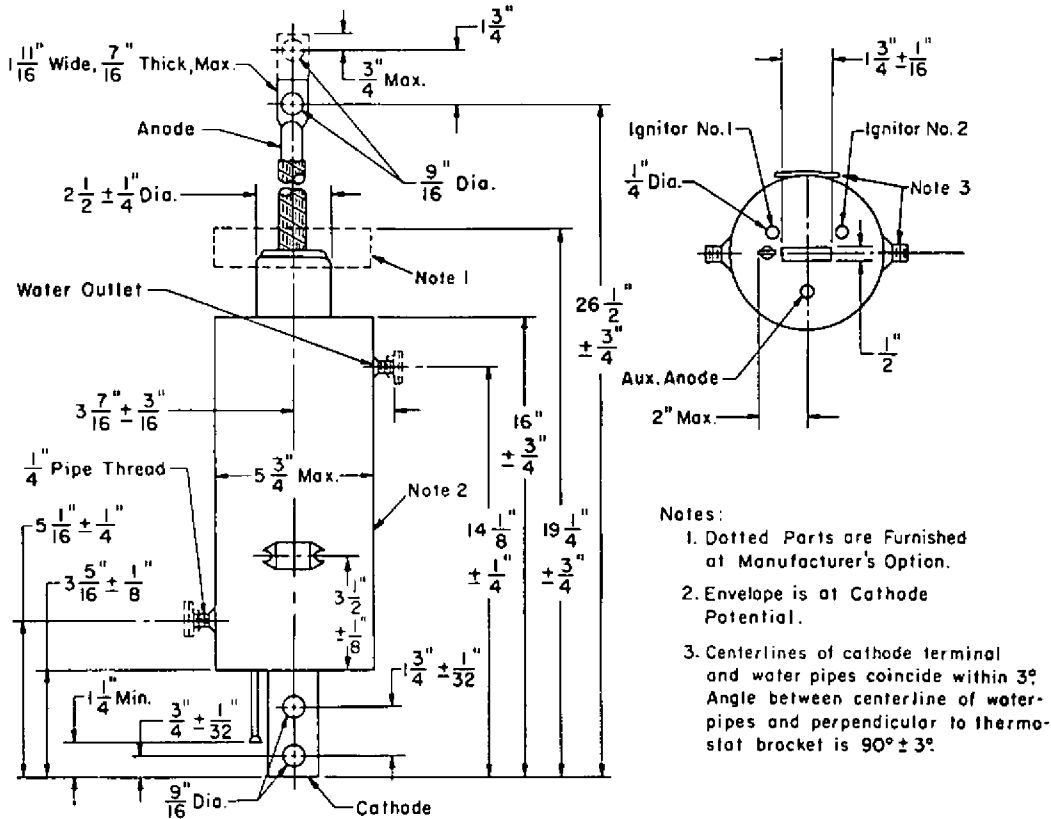 1 3/4"
1 11/16" Wide, 7/16" Thick, Max.
3/4" Max.
Anode
9/16" Dia.
2 1/2 ± 1/4" Dia.
Note 1
Water Outlet
26 1/2" ± 3/4"
3 7/16" ± 3/16"
16" ± 3/4"
1/4" Pipe Thread
5 3/4" Max.
Note 2
14 1/8" ± 1/4"
19 1/4" ± 3/4"
5 1/16" ± 1/4"
3 5/16" ± 1/8"
3 1/2" ± 1/8"
1 3/4" ± 1/32"
1 1/4" Min.
3/4" ± 1/32"
9/16" Dia.
Cathode
1 3/4" ± 1/16"
Ignitor No.1
Ignitor No.2
1/4" Dia.
Note 3
1/2"
Aux. Anode
2" Max.
Notes:
1. Dotted Parts are Furnished
at Manufacturer's Option.
2. Envelope is at Cathode
Potential.
3. Centerlines of cathode terminal
and water pipes coincide within 3°.
Angle between centerline of water-
pipes and perpendicular to thermo-
stat bracket is 90° ± 3°.